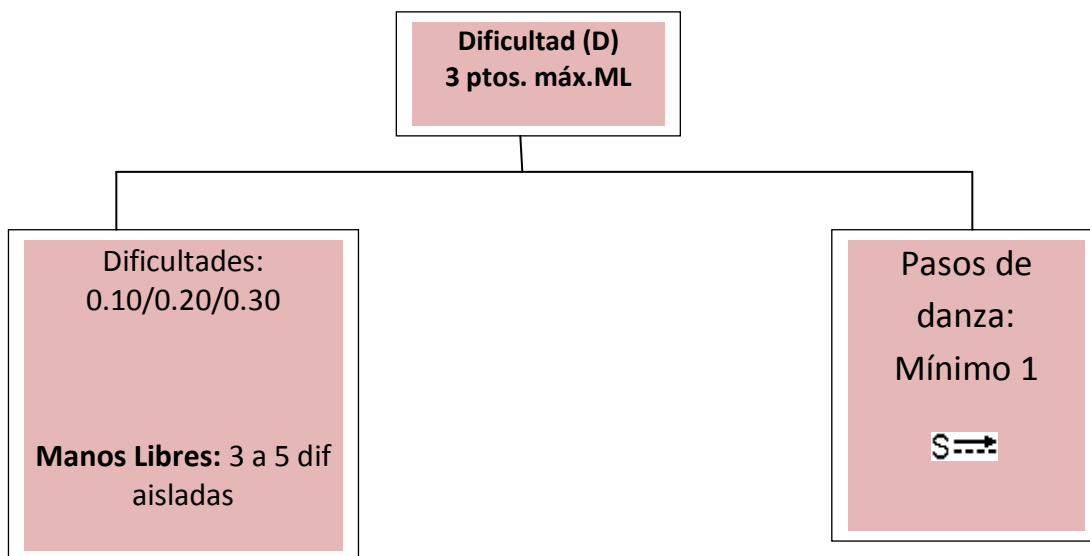 Dificultad (D)
3 ptos. máx.ML
Dificultades:
0.10/0.20/0.30
Manos Libres: 3 a 5 dif
aisladas
Pasos de
danza:
Mínimo 1
S